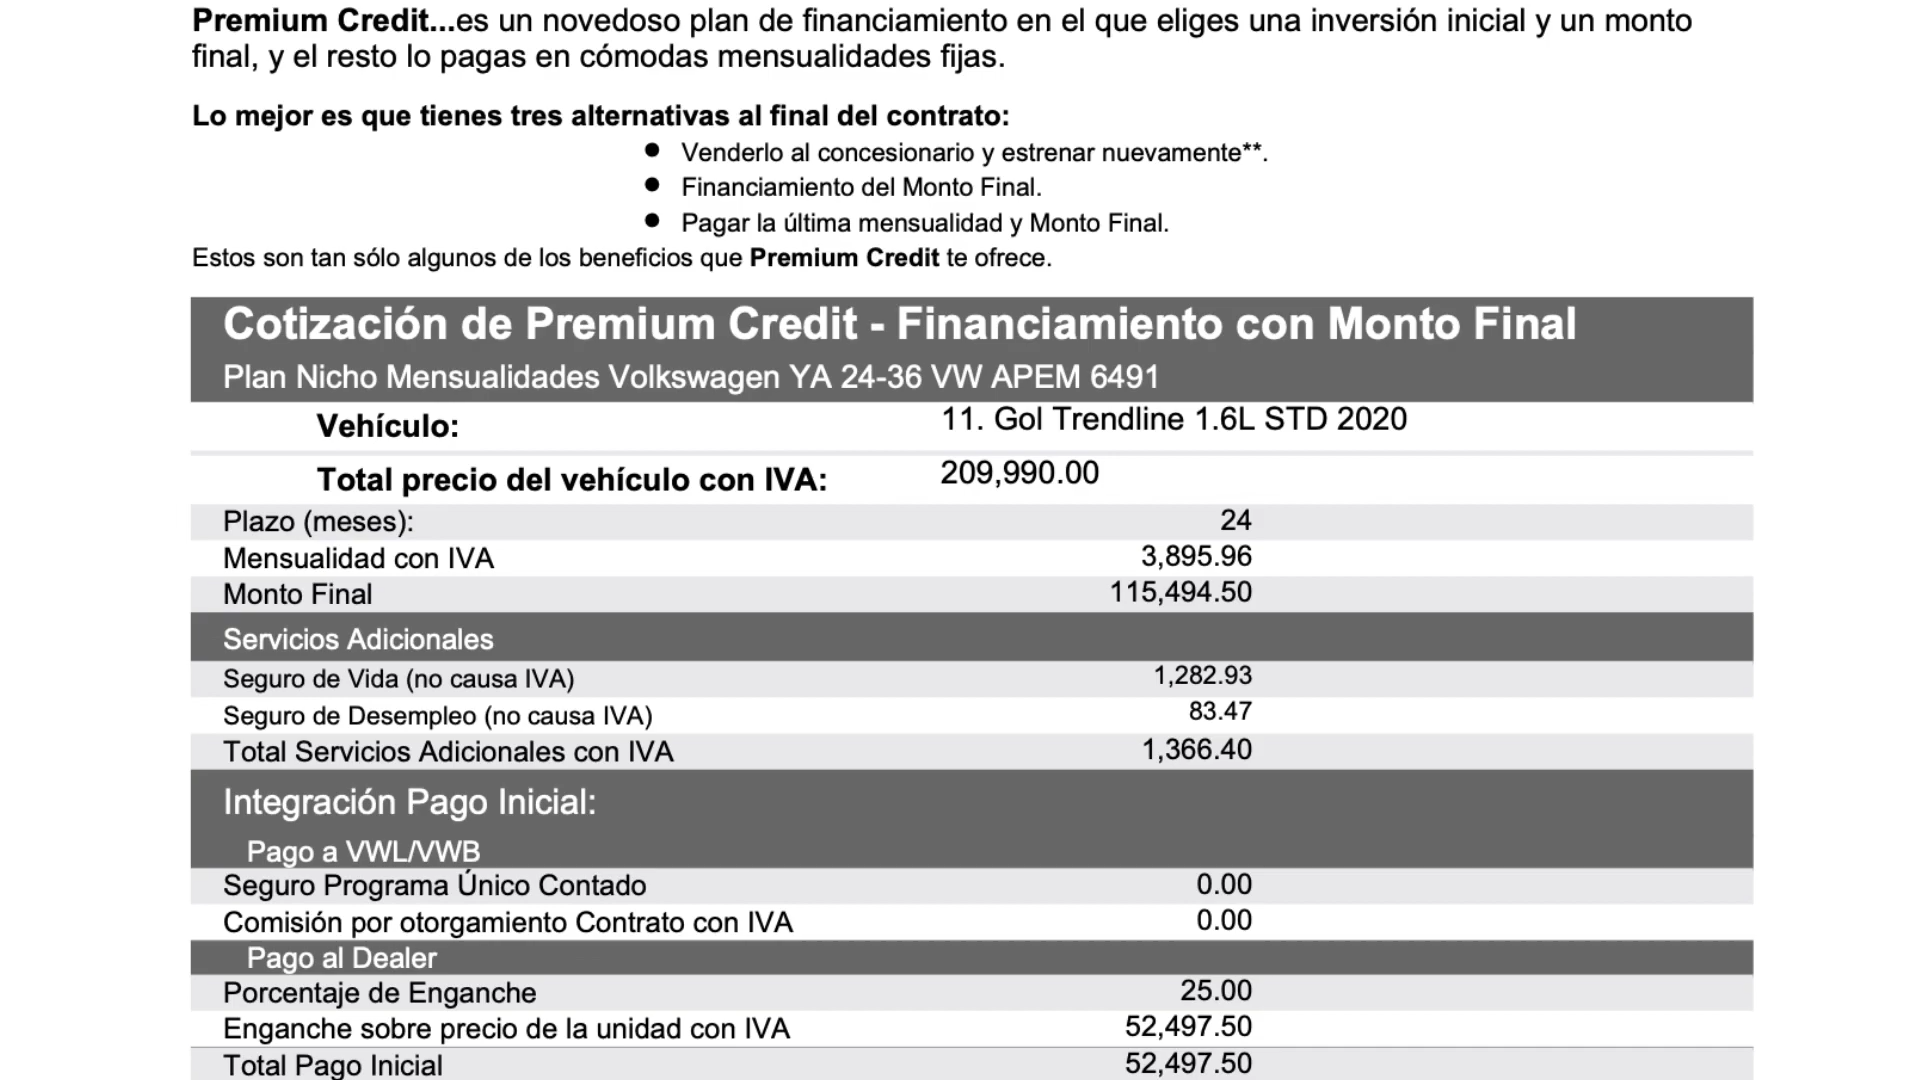 Premium Credit...es un novedoso plan de financiamiento en el que eliges una inversión inicial y un monto
final, y el resto lo pagas en cómodas mensualidades fijas.
Lo mejor es que tienes tres alternativas al final del contrato:
● Venderlo al concesionario y estrenar nuevamente**.
● Financiamiento del Monto Final.
● Pagar la última mensualidad y Monto Final.
Estos son tan sólo algunos de los beneficios que Premium Credit te ofrece.
Cotización de Premium Credit - Financiamiento con Monto Final
Plan Nicho Mensualidades Volkswagen YA 24-36 VW APEM 6491
Vehículo: 11. Gol Trendline 1.6L STD 2020
Total precio del vehículo con IVA: 209,990.00
Plazo (meses): 24
Mensualidad con IVA 3,895.96
Monto Final 115,494.50
Servicios Adicionales
Seguro de Vida (no causa IVA) 1,282.93
Seguro de Desempleo (no causa IVA) 83.47
Total Servicios Adicionales con IVA 1,366.40
Integración Pago Inicial:
Pago a VWL/VWB
Seguro Programa Único Contado 0.00
Comisión por otorgamiento Contrato con IVA 0.00
Pago al Dealer
Porcentaje de Enganche 25.00
Enganche sobre precio de la unidad con IVA 52,497.50
Total Pago Inicial 52,497.50